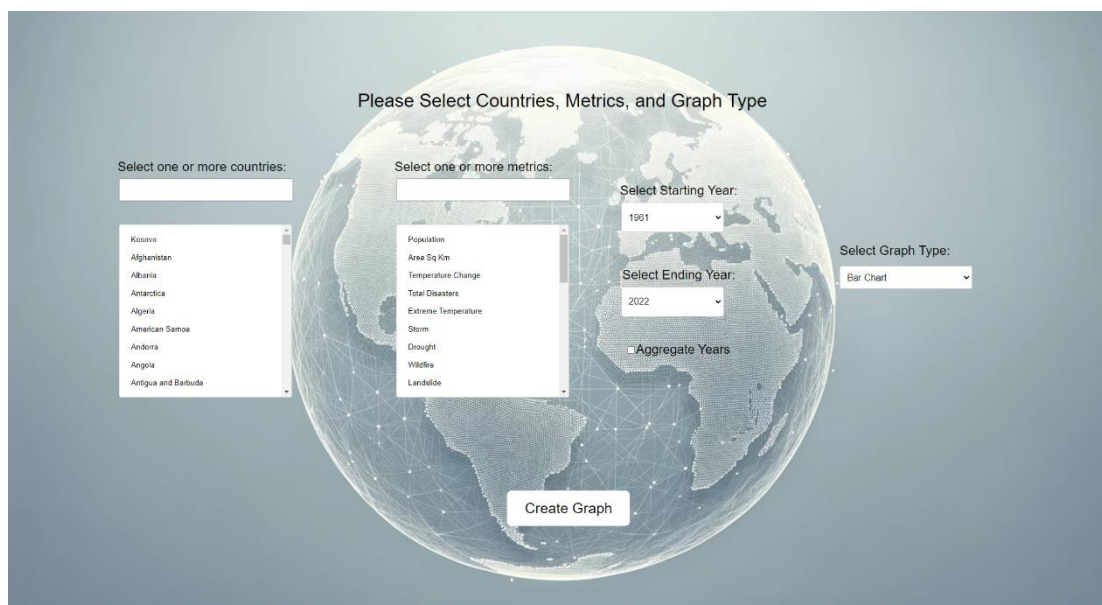 Please Select Countries, Metrics, and Graph Type
Select one or more countries:
Kosovo
Afghanistan
Albania
Antarctica
Algeria
American Samoa
Andorra
Angola
Antigua and Barbuda
Select one or more metrics:
Population
Area Sq Km
Temperature Change
Total Disasters
Extreme Temperature
Storm
Drought
Wildfire
Landslide
Select Starting Year:
1961
Select Ending Year:
2022
Aggregate Years
Select Graph Type:
Bar Chart
Create Graph